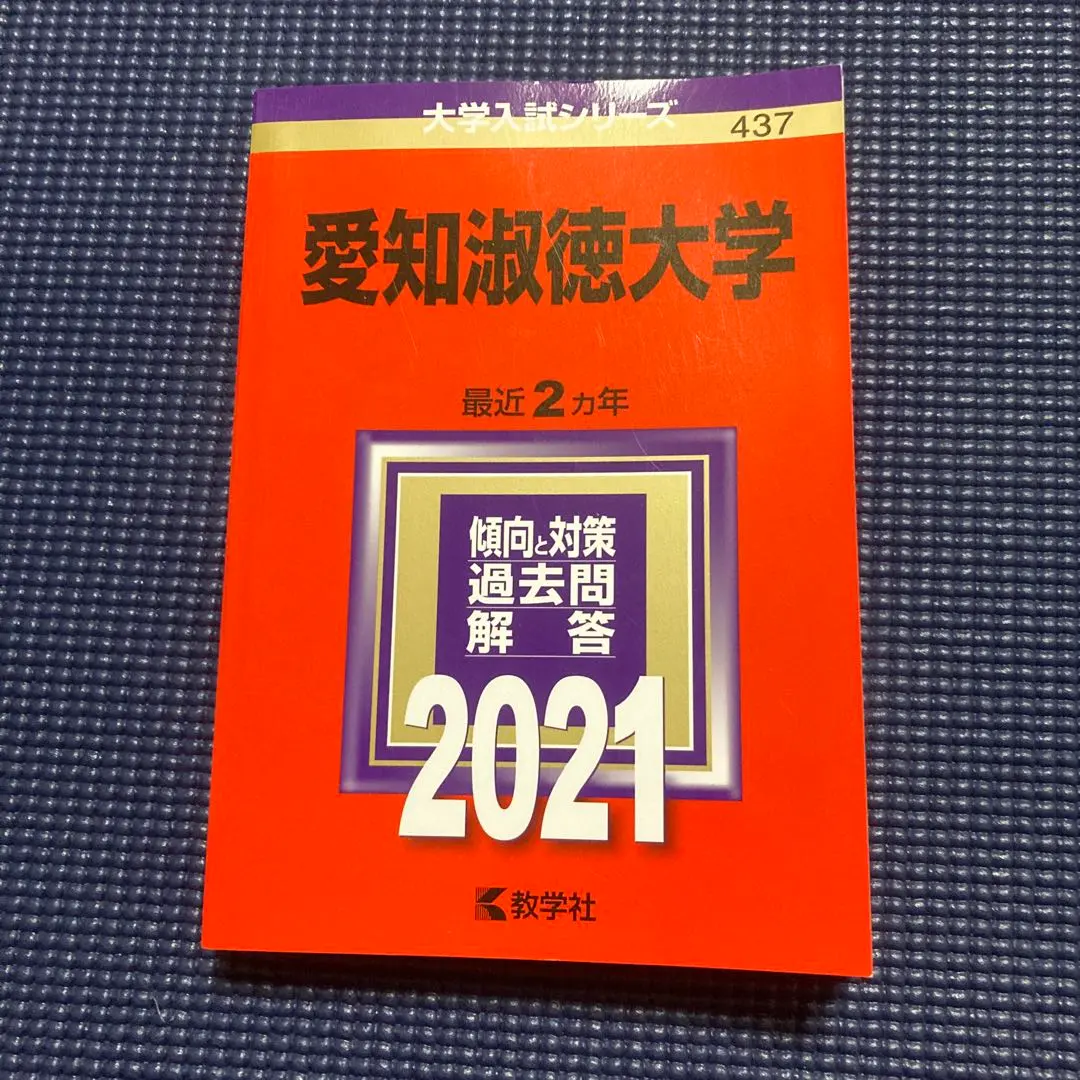 大学入試シリーズ
437
愛知淑徳大学
最近2カ年
傾向と対策
過去問
解答
2021
教学社